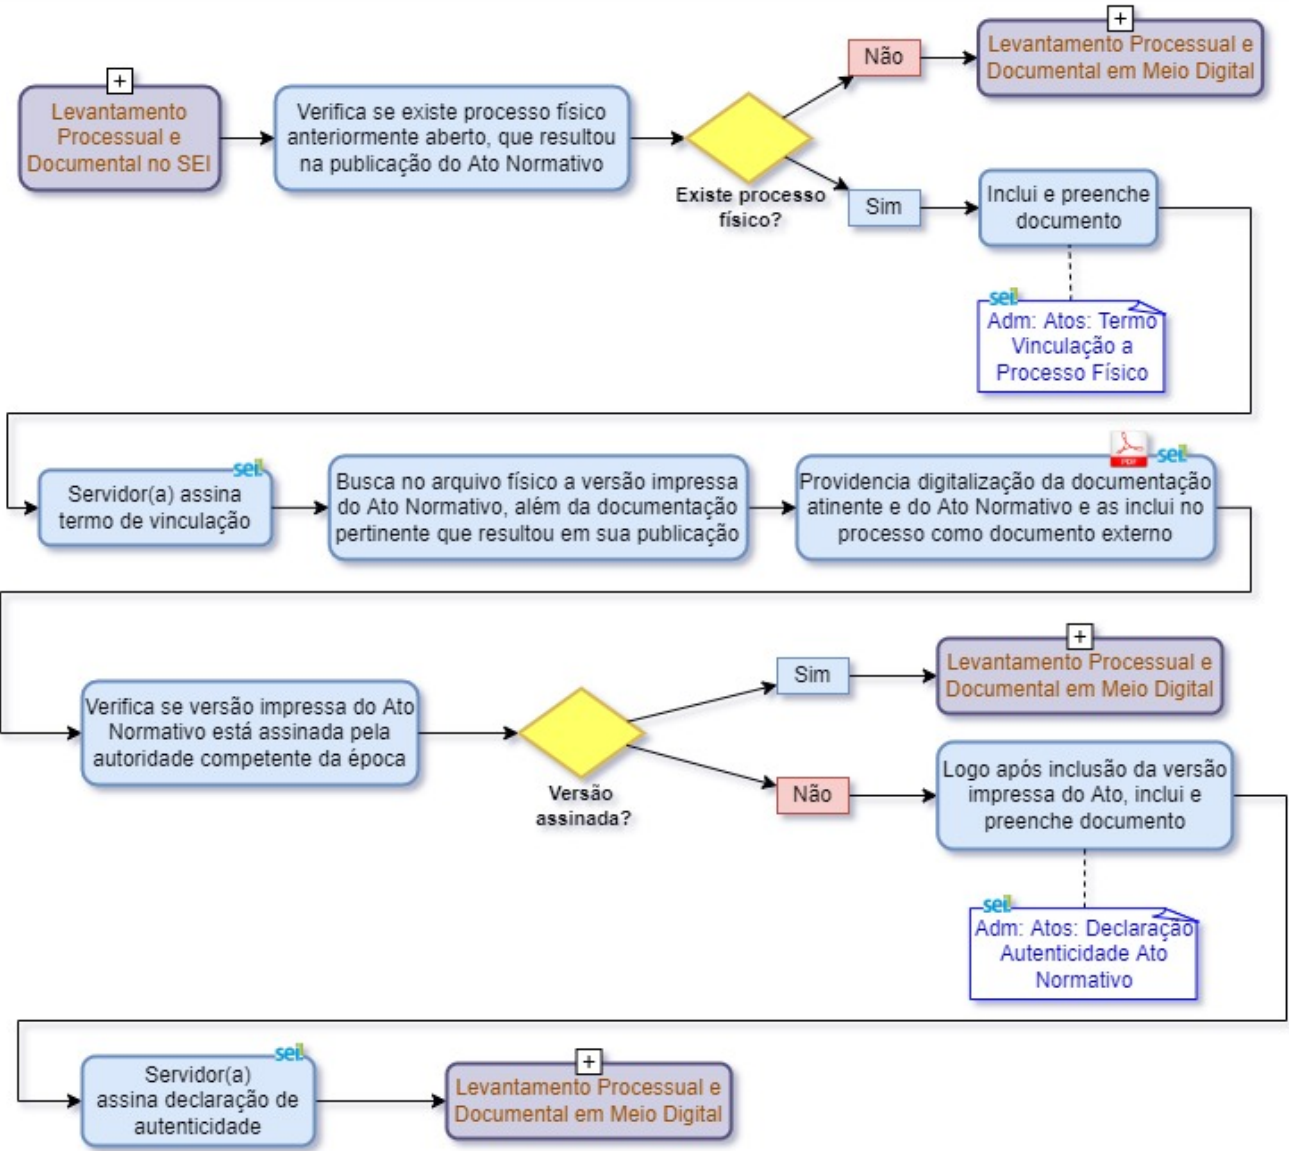 +
Levantamento
Processual e
Documental no SEI
Verifica se existe processo físico
anteriormente aberto, que resultou
na publicação do Ato Normativo
Existe processo
físico?
Não
+
Levantamento Processual e
Documental em Meio Digital
Sim
Inclui e preenche
documento
sei!
Adm: Atos: Termo
Vinculação a
Processo Físico
sei!
Servidor(a) assina
termo de vinculação
Busca no arquivo físico a versão impressa
do Ato Normativo, além da documentação
pertinente que resultou em sua publicação
PDF
sei!
Providencia digitalização da documentação
atinente e do Ato Normativo e as inclui no
processo como documento externo
Verifica se versão impressa do Ato
Normativo está assinada pela
autoridade competente da época
Versão
assinada?
Sim
+
Levantamento Processual e
Documental em Meio Digital
Não
Logo após inclusão da versão
impressa do Ato, inclui e
preenche documento
sei!
Adm: Atos: Declaração
Autenticidade Ato
Normativo
sei!
Servidor(a)
assina declaração de
autenticidade
+
Levantamento Processual e
Documental em Meio Digital